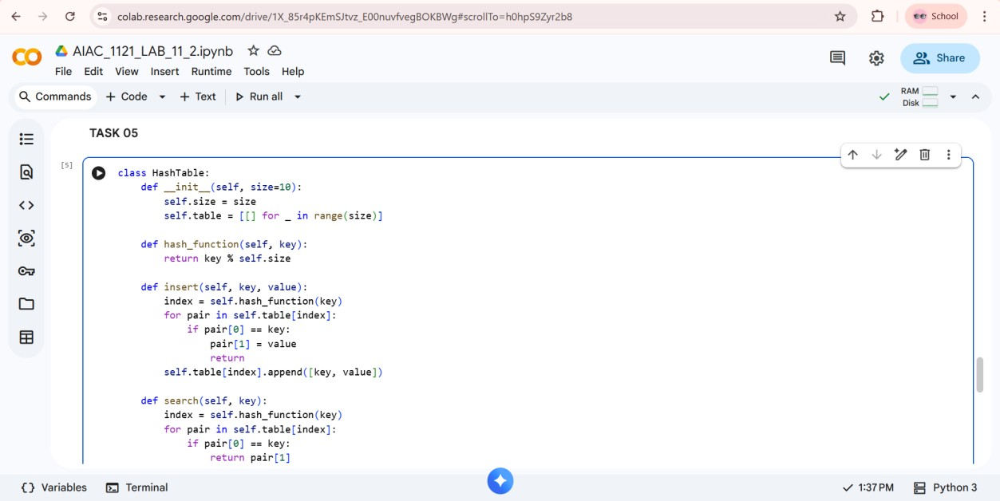 colab.research.google.com/drive/1X_85r4pKEmSJtvz_E00nuvfvegBOKBWg#scrollTo=h0hpS9Zyr2b8
School
AIAC_1121_LAB_11_2.ipynb
File Edit View Insert Runtime Tools Help
Share
Commands + Code + Text Run all
RAM
Disk
TASK 05
[5]
class HashTable:
    def __init__(self, size=10):
        self.size = size
        self.table = [[] for _ in range(size)]
    def hash_function(self, key):
        return key % self.size
    def insert(self, key, value):
        index = self.hash_function(key)
        for pair in self.table[index]:
            if pair[0] == key:
                pair[1] = value
                return
        self.table[index].append([key, value])
    def search(self, key):
        index = self.hash_function(key)
        for pair in self.table[index]:
            if pair[0] == key:
                return pair[1]
{} Variables Terminal
1:37 PM Python 3